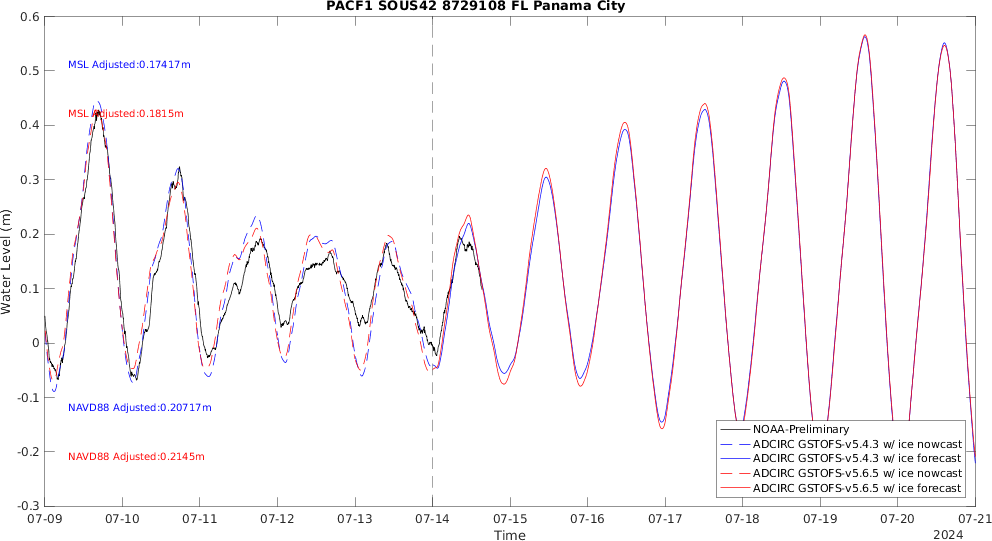 PACF1 SOUS42 8729108 FL Panama City
0.6
0.5
0.4
0.3
0.2
0.1
0
-0.1
-0.2
-0.3
Water Level (m)
MSL Adjusted:0.17417m
MSL Adjusted:0.1815m
NAVD88 Adjusted:0.20717m
NAVD88 Adjusted:0.2145m
NOAA-Preliminary
ADCIRC GSTOFS-v5.4.3 w/ ice nowcast
ADCIRC GSTOFS-v5.4.3 w/ ice forecast
ADCIRC GSTOFS-v5.6.5 w/ ice nowcast
ADCIRC GSTOFS-v5.6.5 w/ ice forecast
07-09 07-10 07-11 07-12 07-13 07-14 07-15 07-16 07-17 07-18 07-19 07-20 07-21
Time
2024